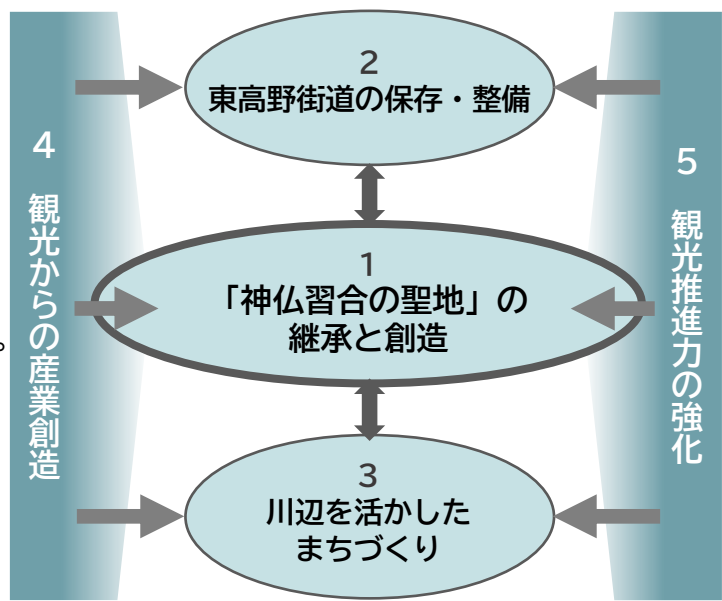 2
東高野街道の保存・整備
4 観光からの産業創造
1
「神仏習合の聖地」の
継承と創造
5 観光推進力の強化
。
3
川辺を活かした
まちづくり